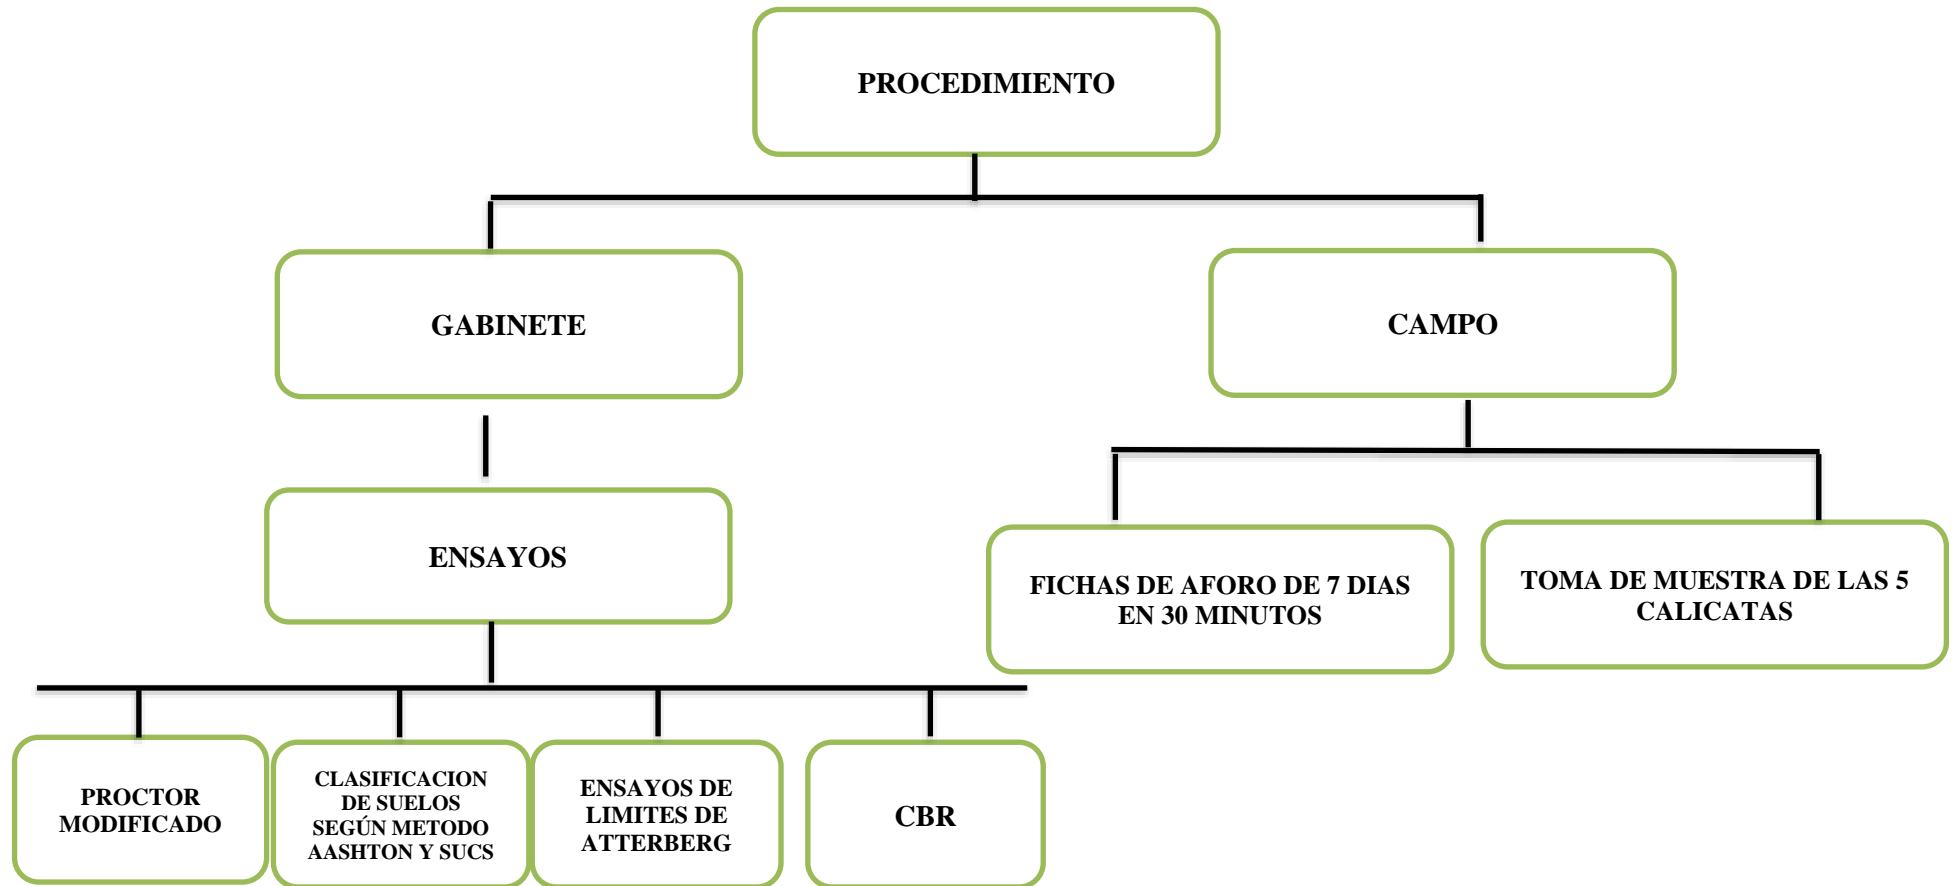 PROCEDIMIENTO
GABINETE
CAMPO
ENSAYOS
FICHAS DE AFORO DE 7 DIAS
EN 30 MINUTOS
TOMA DE MUESTRA DE LAS 5
CALICATAS
PROCTOR
MODIFICADO
CLASIFICACION
DE SUELOS
SEGÚN METODO
AASHTON Y SUCS
ENSAYOS DE
LIMITES DE
ATTERBERG
CBR